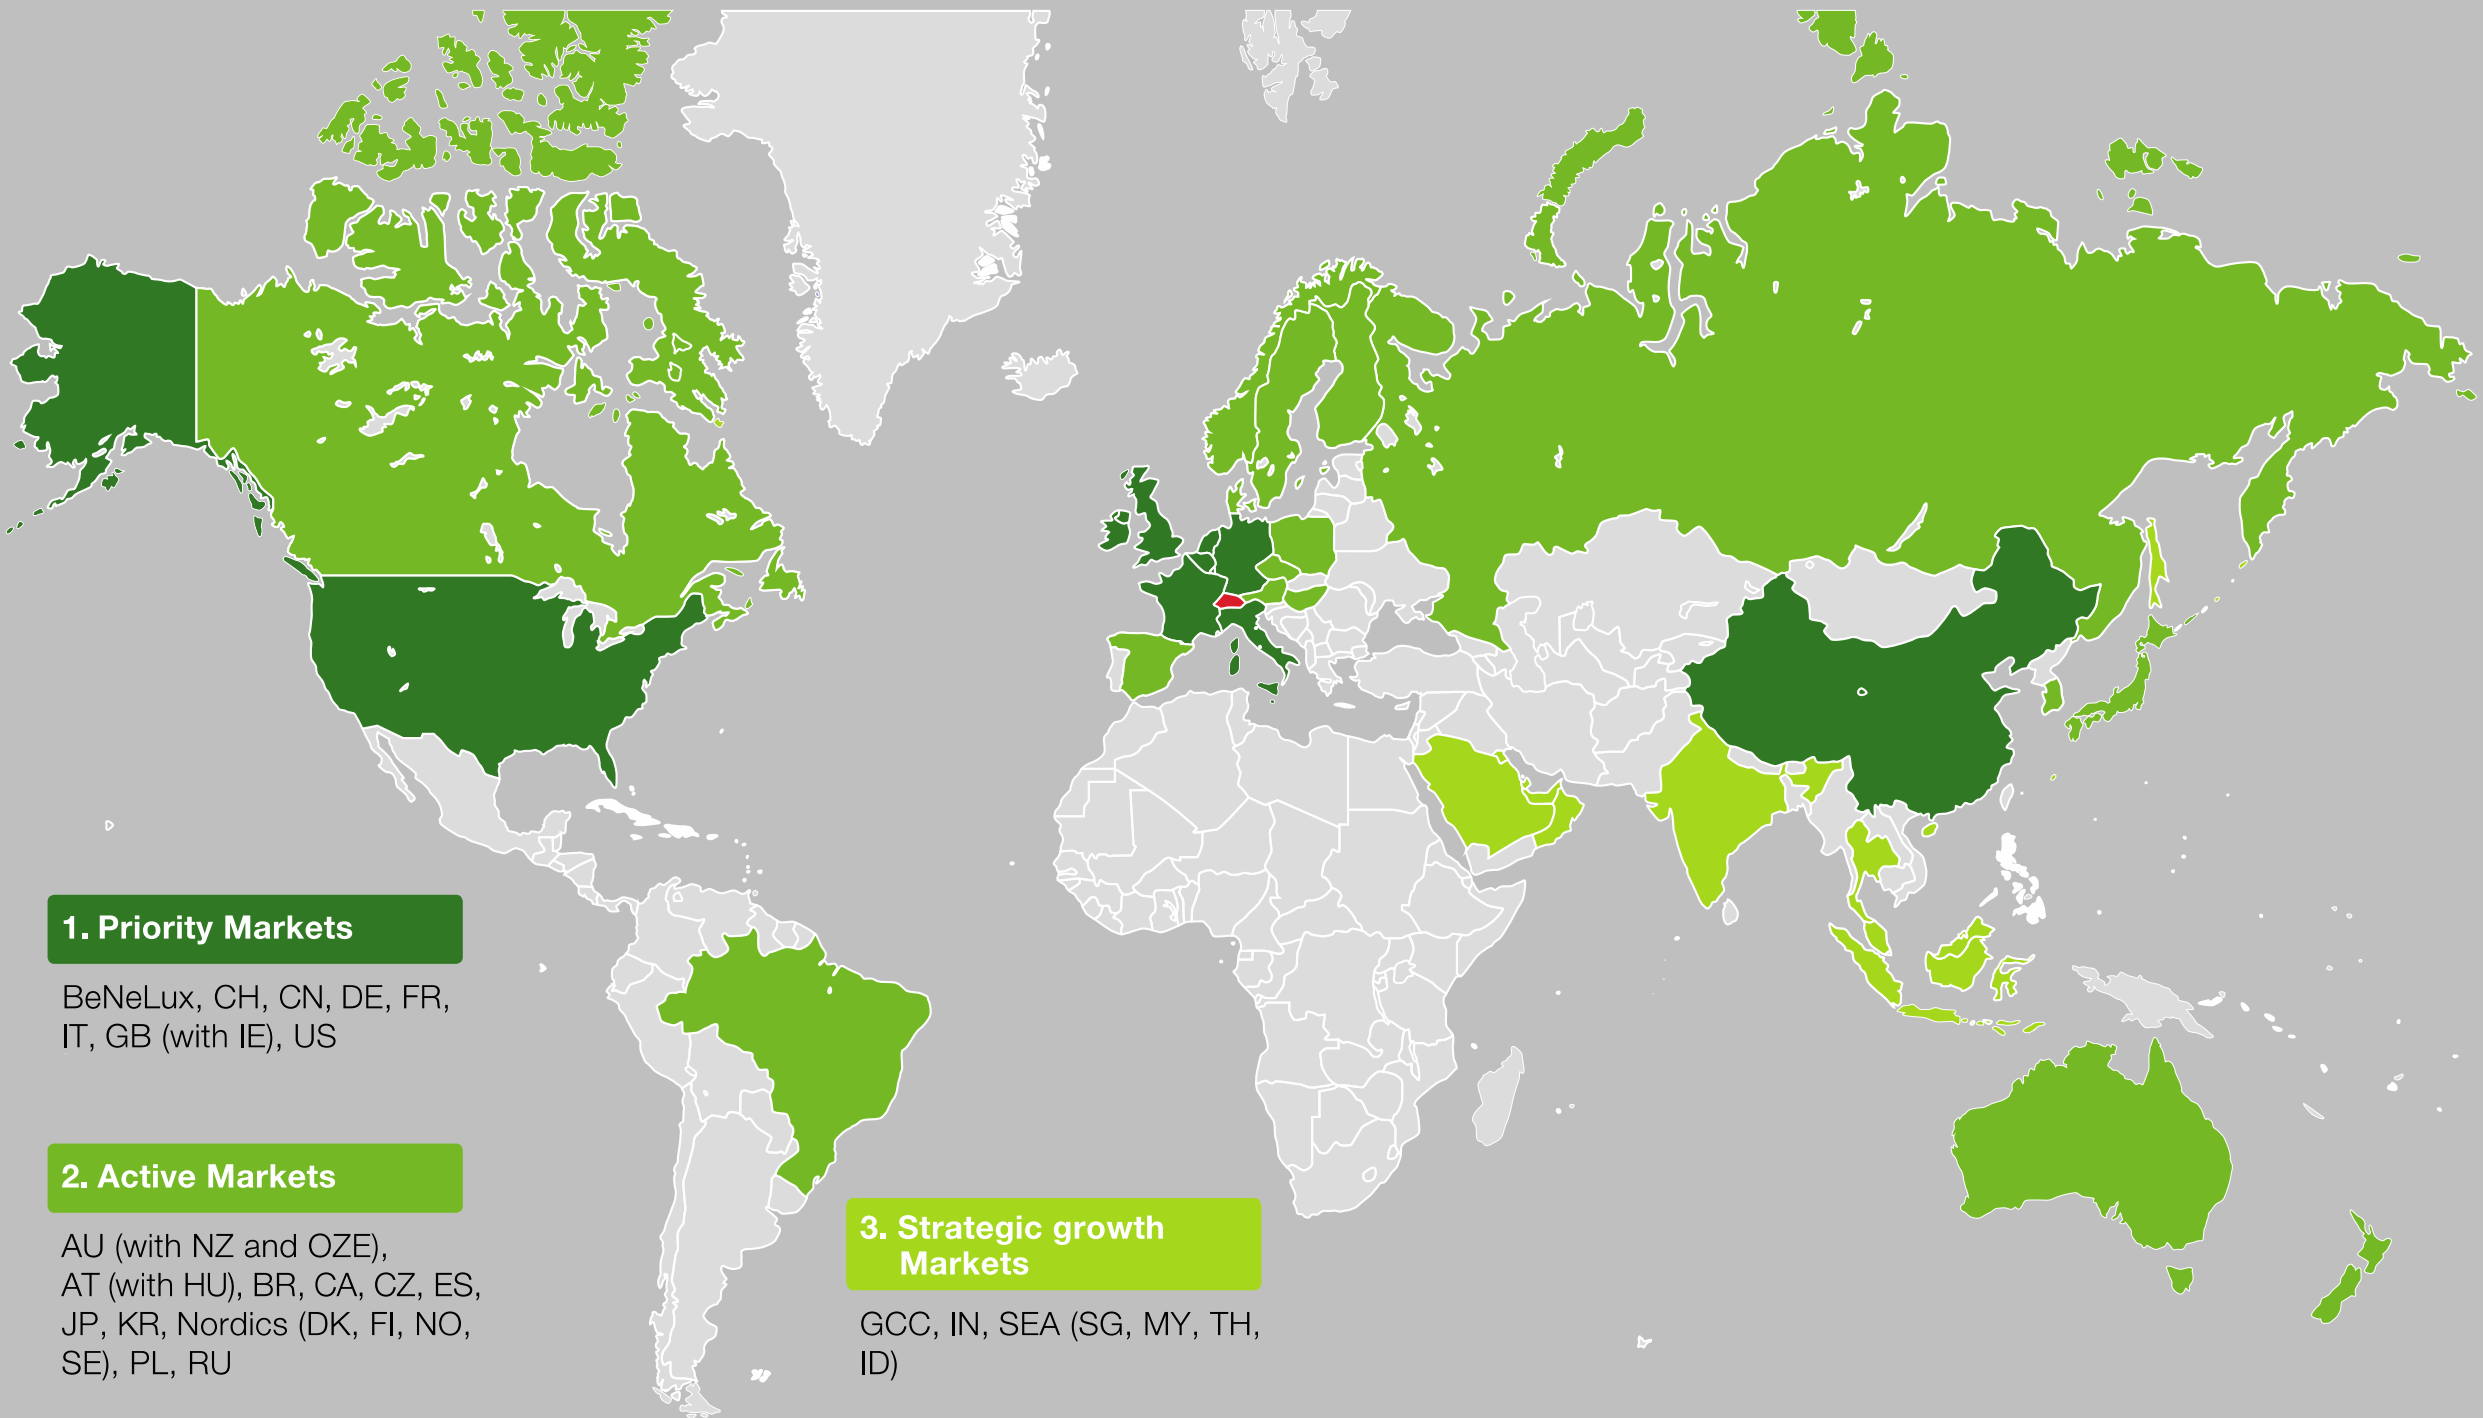 1. Priority Markets
BeNeLux, CH, CN, DE, FR,
IT, GB (with IE), US
2. Active Markets
AU (with NZ and OZE),
AT (with HU), BR, CA, CZ, ES,
JP, KR, Nordics (DK, FI, NO,
SE), PL, RU
3. Strategic growth
Markets
GCC, IN, SEA (SG, MY, TH,
ID)